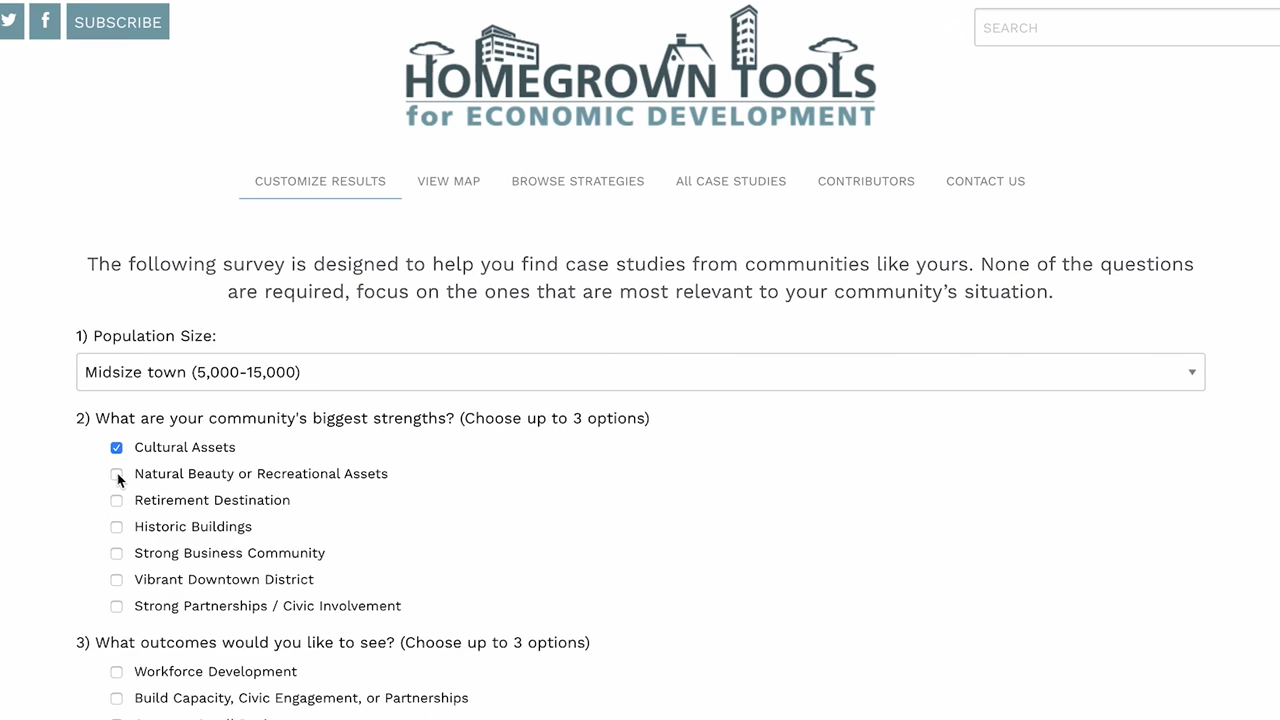 SUBSCRIBE
HOMEGROWN TOOLS
for ECONOMIC DEVELOPMENT
SEARCH
CUSTOMIZE RESULTS VIEW MAP BROWSE STRATEGIES All CASE STUDIES CONTRIBUTORS CONTACT US
The following survey is designed to help you find case studies from communities like yours. None of the questions
are required, focus on the ones that are most relevant to your community’s situation.
1) Population Size:
Midsize town (5,000-15,000)
2) What are your community's biggest strengths? (Choose up to 3 options)
Cultural Assets
Natural Beauty or Recreational Assets
Retirement Destination
Historic Buildings
Strong Business Community
Vibrant Downtown District
Strong Partnerships / Civic Involvement
3) What outcomes would you like to see? (Choose up to 3 options)
Workforce Development
Build Capacity, Civic Engagement, or Partnerships